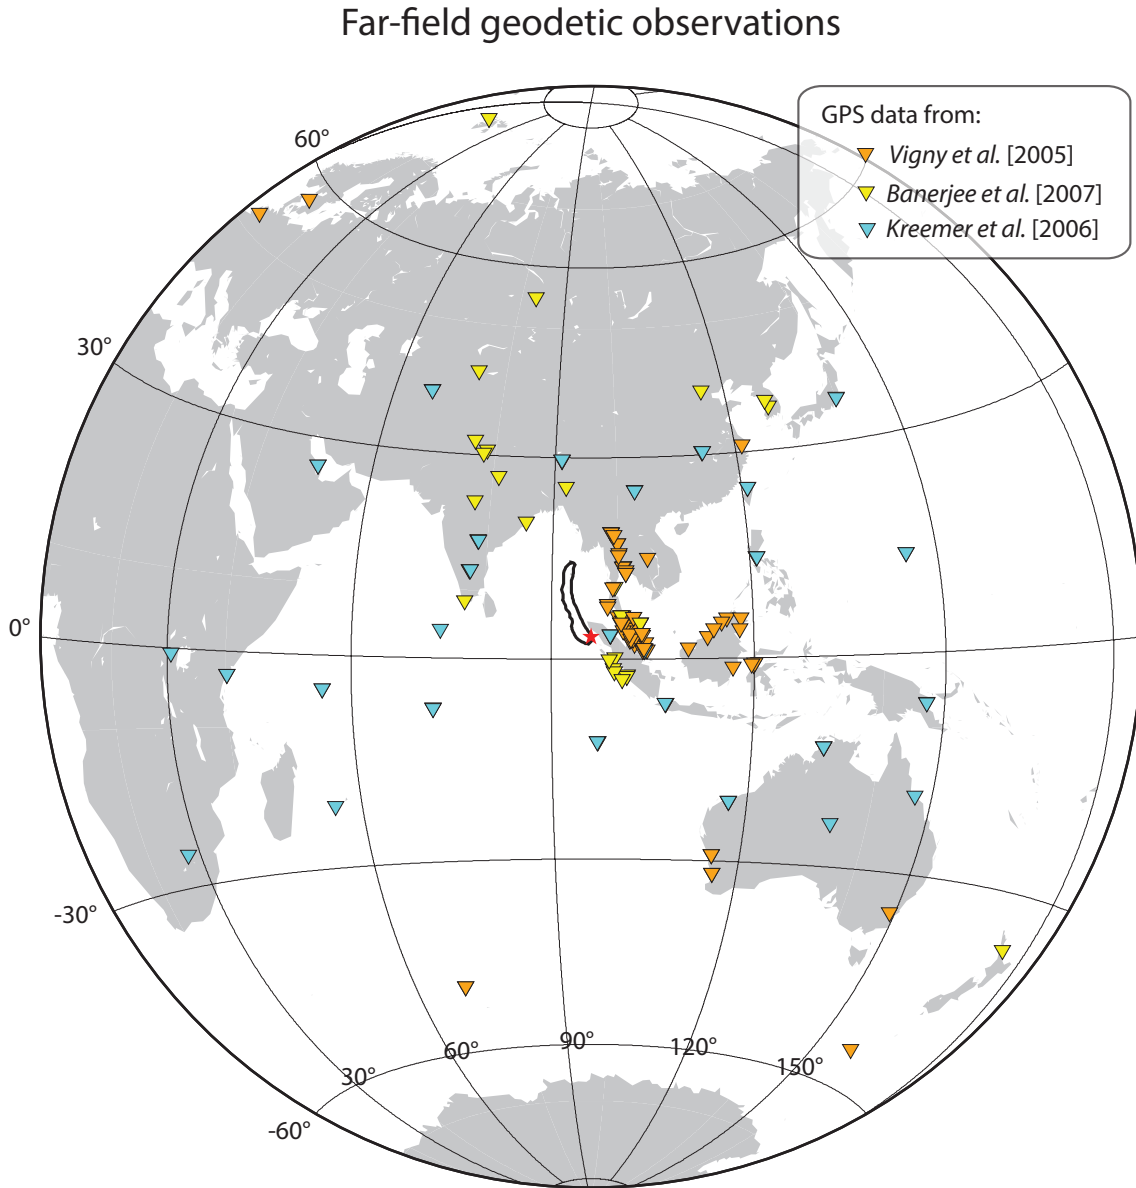 Far-field geodetic observations
GPS data from:
Vigny et al. [2005]
Banerjee et al. [2007]
Kreemer et al. [2006]
60°
30°
0°
-30°
-60°
30°
60°
90°
120°
150°